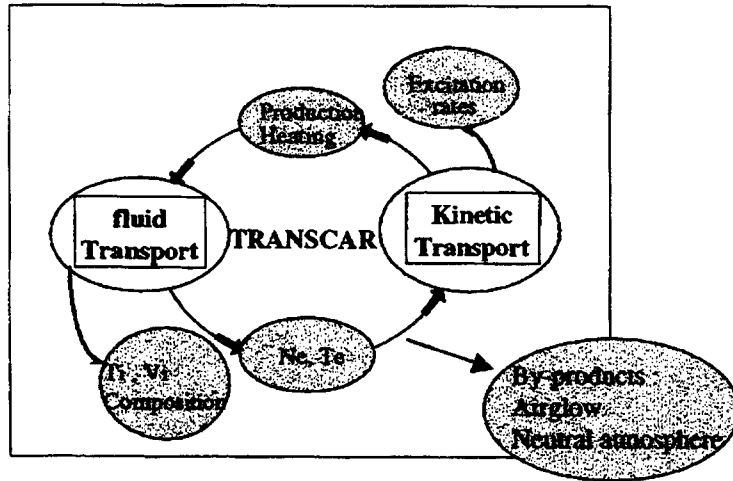 Excitation
rates
Production
Heating
fluid
Transport
TRANSCAR
Kinetic
Transport
Ne, Te
Ti, Vi
Composition
By-products
Airglow
Neutral atmosphere